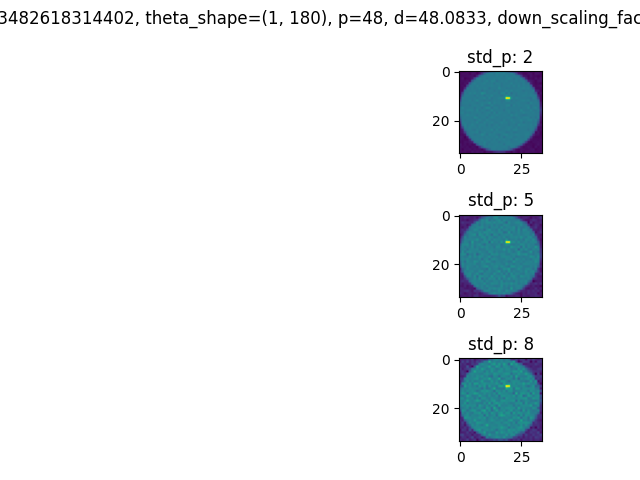 3482618314402, theta_shape=(1, 180), p=48, d=48.0833, down_scaling_fac
std_p: 2
0
20
0 25
std_p: 5
0
20
0 25
std_p: 8
0
20
0 25